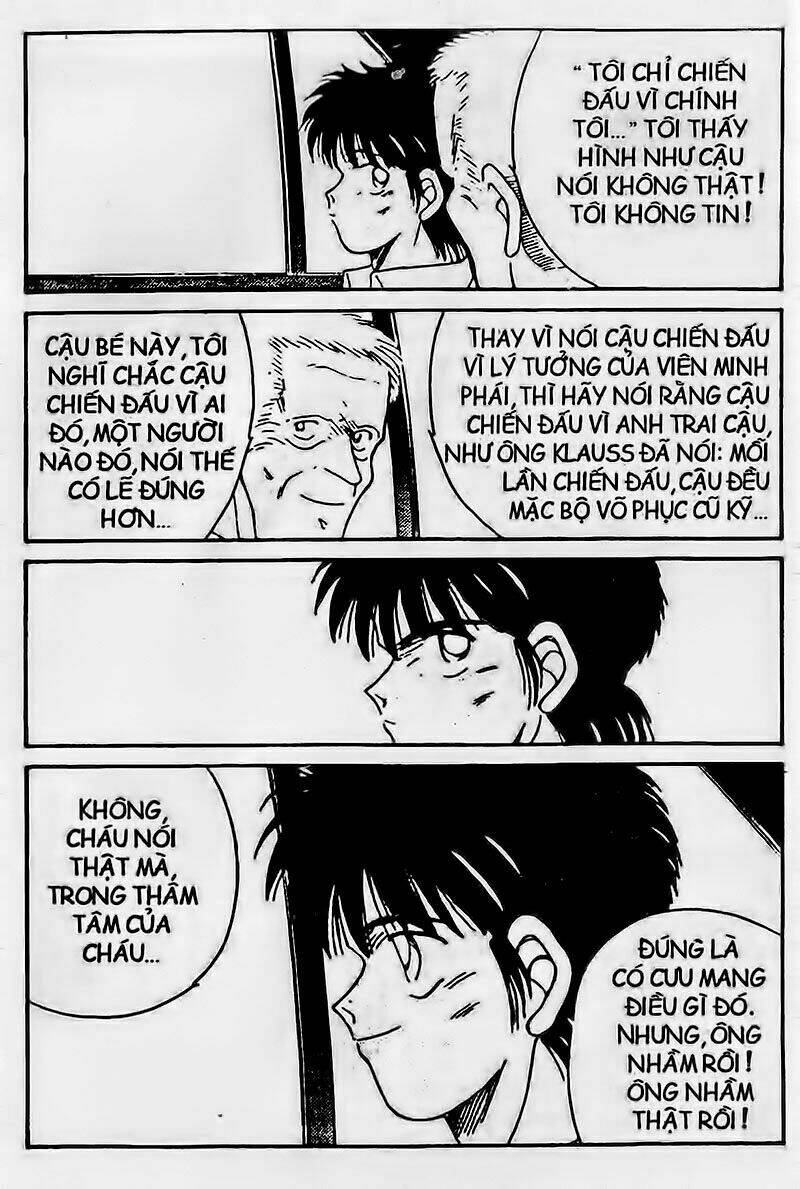 “ TÔI CHỈ CHIẾN
ĐẤU VÌ CHÍNH
TÔI...” TÔI THẤY
HÌNH NHƯ CẬU
NÓI KHÔNG THẬT!
TÔI KHÔNG TIN!
THAY VÌ NÓI CẬU CHIẾN ĐẤU
VÌ LÝ TƯỞNG CỦA VIÊN MINH
PHÁI, THÌ HÃY NÓI RẰNG CẬU
CHIẾN ĐẤU VÌ ANH TRAI CẬU,
NHƯ ÔNG KLAUSS ĐÃ NÓI: MỖI
LẦN CHIẾN ĐẤU, CẬU ĐỀU
MẶC BỘ VÕ PHỤC CŨ KỸ...
CẬU BÉ NÀY, TÔI
NGHĨ CHẮC CẬU
CHIẾN ĐẤU VÌ AI
ĐÓ, MỘT NGƯỜI
NÀO ĐÓ, NÓI THẾ
CÓ LẼ ĐÚNG
HƠN...
KHÔNG,
CHÁU NÓI
THẬT MÀ,
TRONG THÂM
TÂM CỦA
CHÁU...
ĐÚNG LÀ
CÓ CƯU MANG
ĐIỀU GÌ ĐÓ.
NHƯNG, ÔNG
NHẦM RỒI!
ÔNG NHẦM
THẬT RỒI!